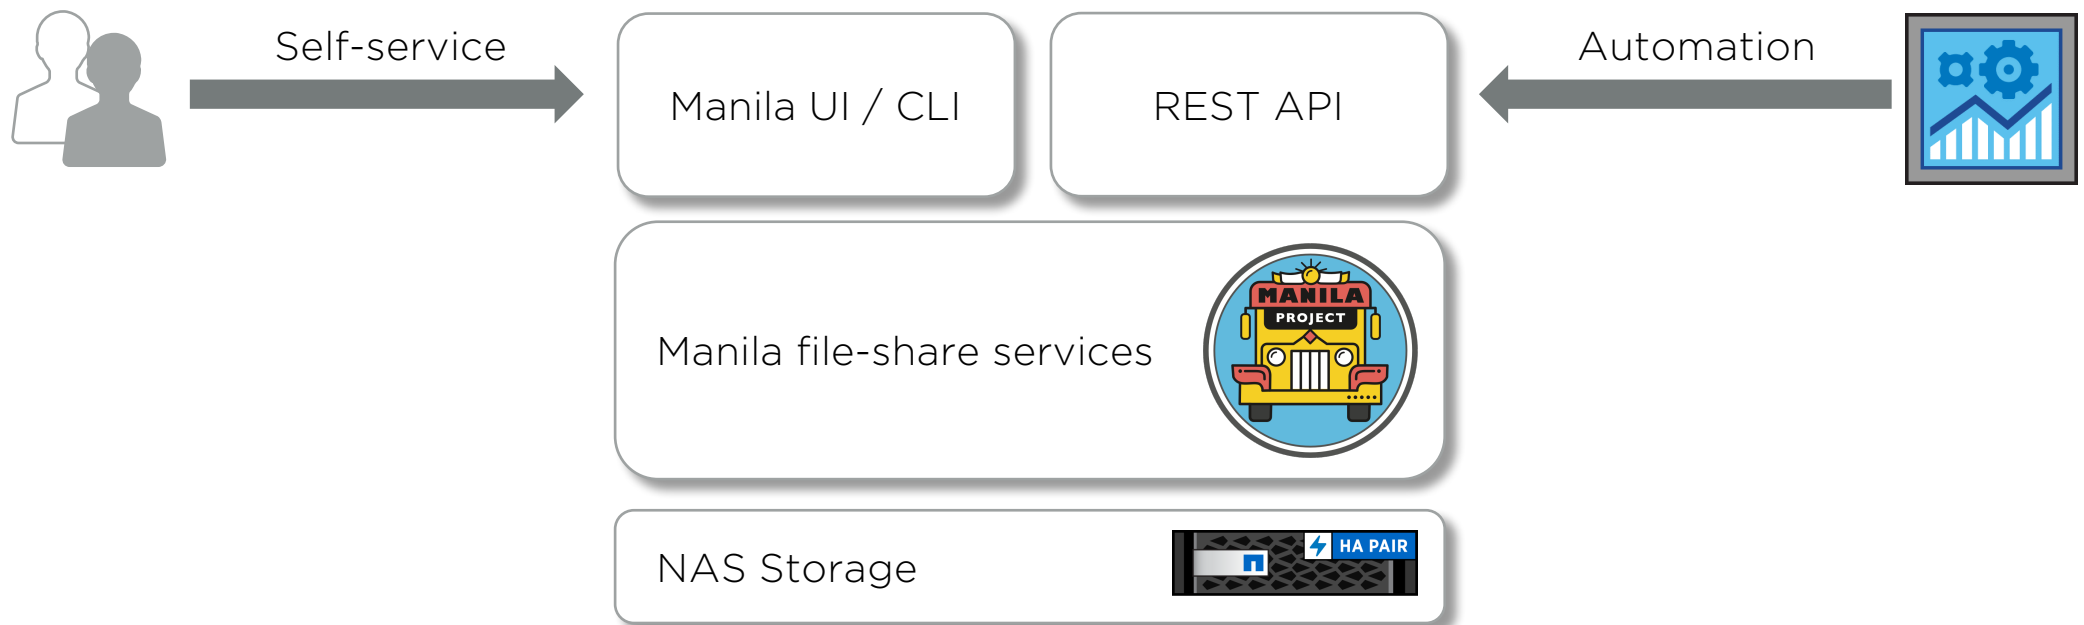 Self-service
Manila UI / CLI
REST API
Automation
Manila file-share services
MANILA
PROJECT
NAS Storage
HA PAIR